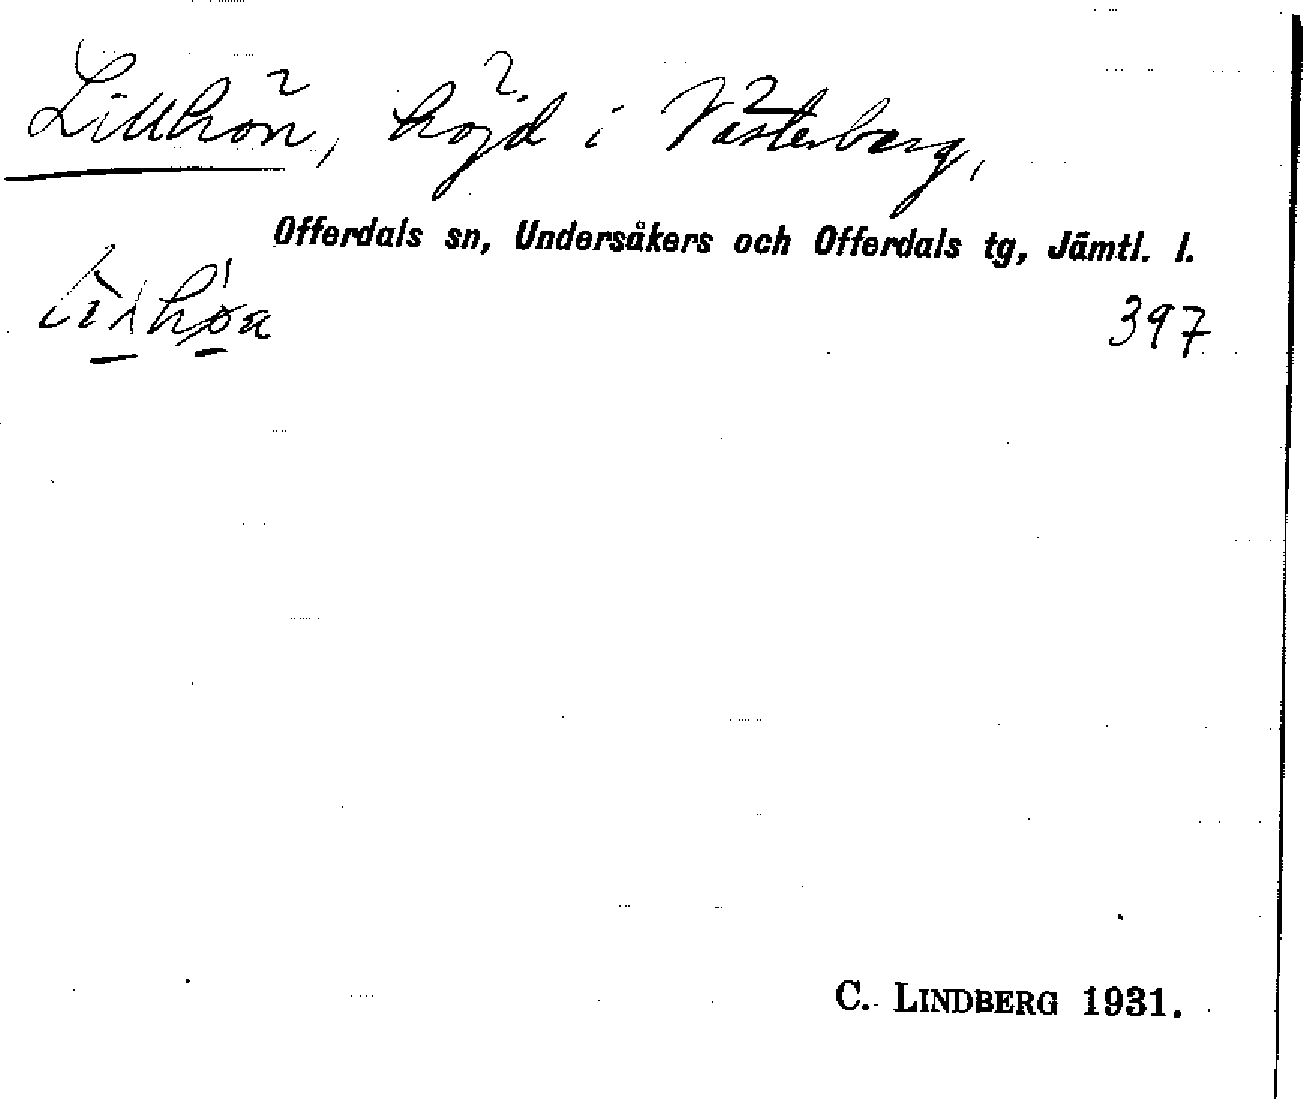 Lillhön, höjd i Västerberg,
Offerdals sn, Undersåkers och Offerdals tg, Jämtl. l.
397
C. LINDBERG 1931.